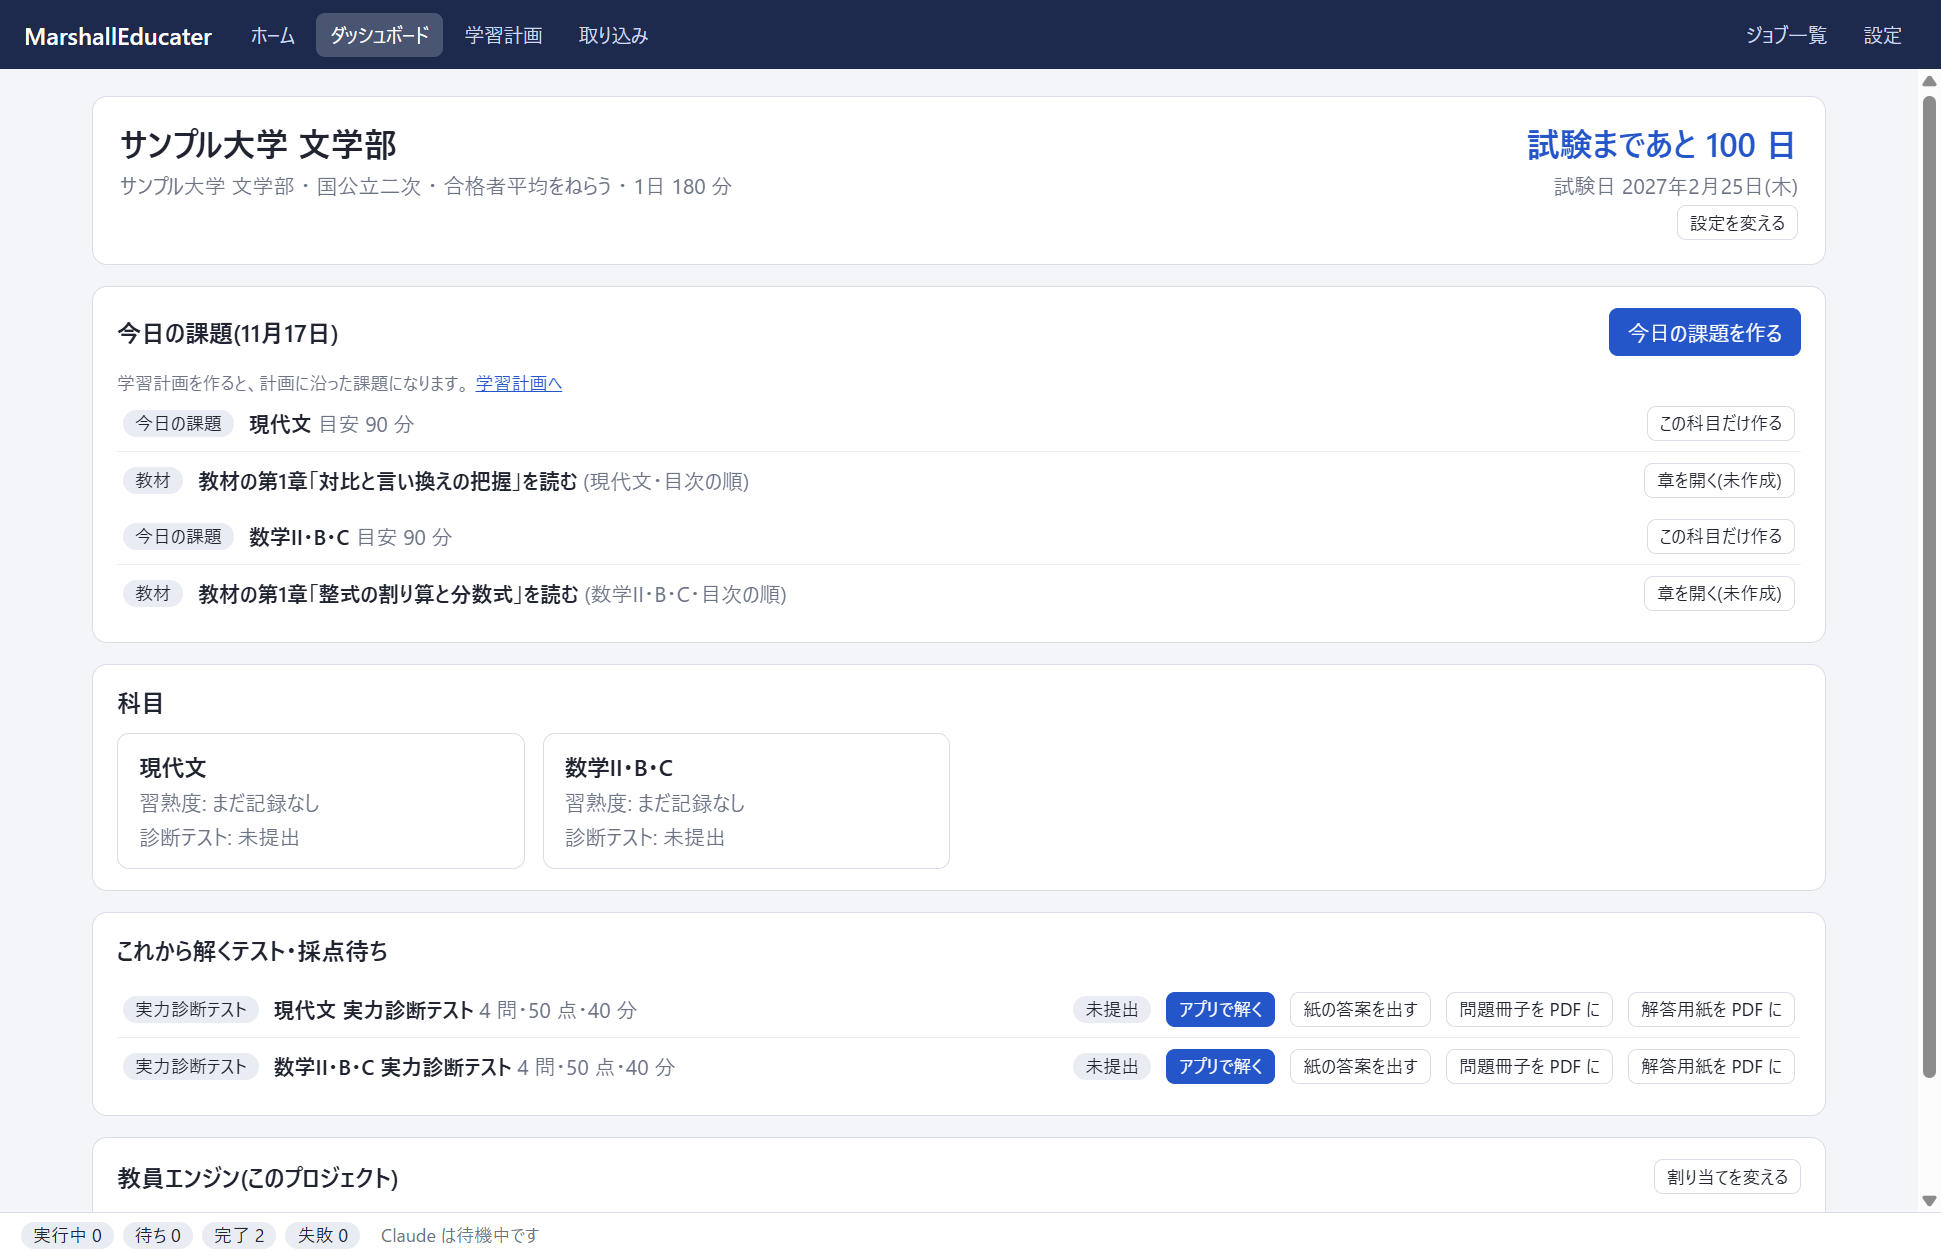 MarshallEducater ホーム ダッシュボード 学習計画 取り込み ジョブ一覧 設定
サンプル大学 文学部 試験まであと 100 日
サンプル大学 文学部・国公立二次・合格者平均をねらう・1日 180 分 試験日 2027年2月25日(木)
設定を変える
今日の課題(11月17日) 今日の課題を作る
学習計画を作ると、計画に沿った課題になります。 学習計画へ
今日の課題 現代文 目安 90 分 この科目だけ作る
教材 教材の第1章「対比と言い換えの把握」を読む (現代文・目次の順) 章を開く(未作成)
今日の課題 数学II・B・C 目安 90 分 この科目だけ作る
教材 教材の第1章「整式の割り算と分数式」を読む (数学II・B・C・目次の順) 章を開く(未作成)
科目
現代文 数学II・B・C
習熟度: まだ記録なし 習熟度: まだ記録なし
診断テスト: 未提出 診断テスト: 未提出
これから解くテスト・採点待ち
実力診断テスト 現代文 実力診断テスト 4 問・50 点・40 分 未提出 アプリで解く 紙の答案を出す 問題冊子を PDF に 解答用紙を PDF に
実力診断テスト 数学II・B・C 実力診断テスト 4 問・50 点・40 分 未提出 アプリで解く 紙の答案を出す 問題冊子を PDF に 解答用紙を PDF に
教員エンジン(このプロジェクト) 割り当てを変える
実行中 0 待ち 0 完了 2 失敗 0 Claude は待機中です